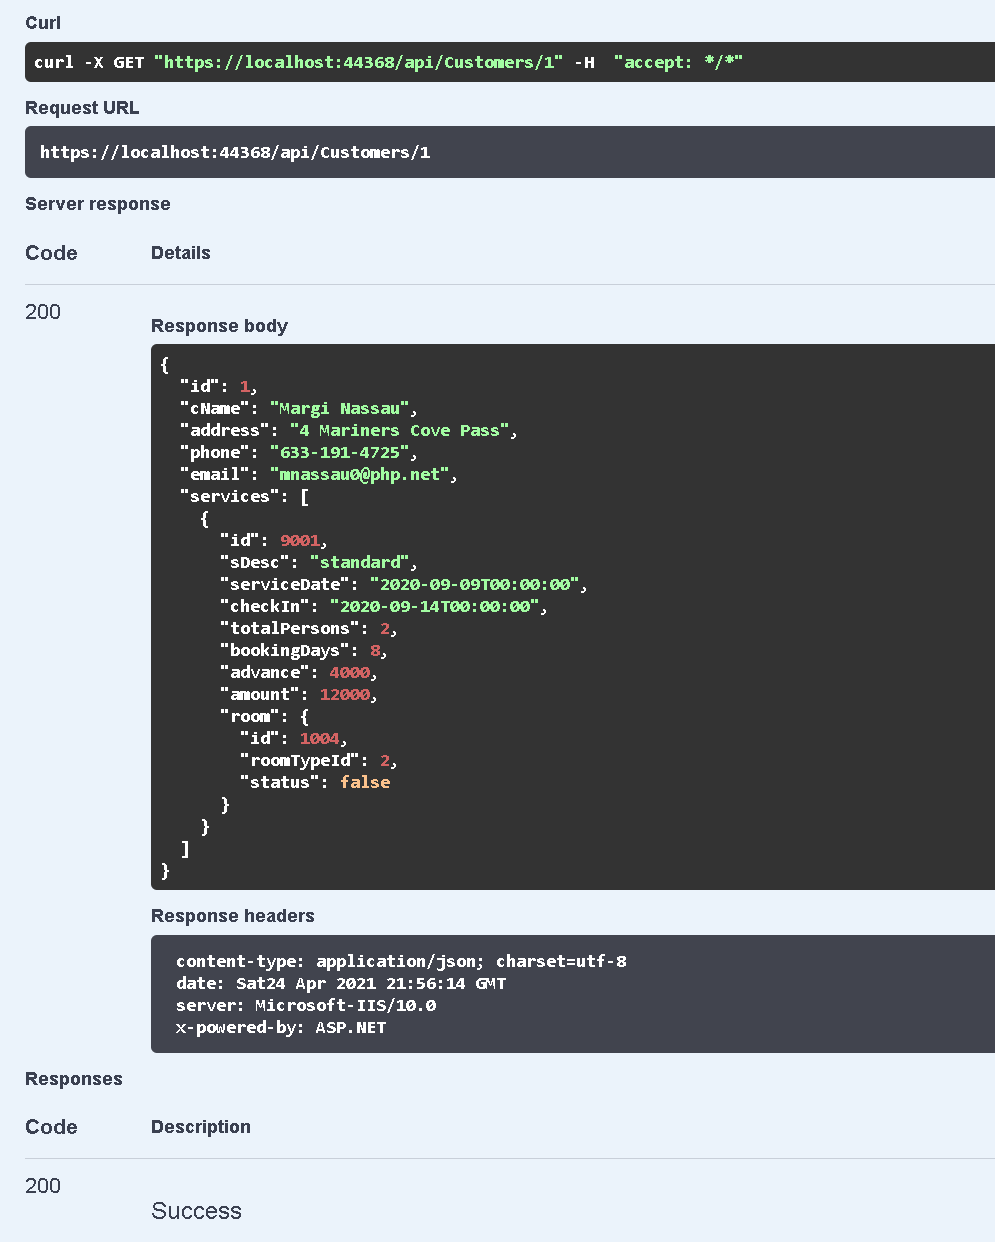 Curl
curl -X GET "https://localhost:44368/api/Customers/1" -H  "accept: */*"
Request URL
https://localhost:44368/api/Customers/1
Server response
Code Details
200
Response body
{
  "id": 1,
  "cName": "Margi Nassau",
  "address": "4 Mariners Cove Pass",
  "phone": "633-191-4725",
  "email": "mnassau0@php.net",
  "services": [
    {
      "id": 9001,
      "sDesc": "standard",
      "serviceDate": "2020-09-09T00:00:00",
      "checkIn": "2020-09-14T00:00:00",
      "totalPersons": 2,
      "bookingDays": 8,
      "advance": 4000,
      "amount": 12000,
      "room": {
        "id": 1004,
        "roomTypeId": 2,
        "status": false
      }
    }
  ]
}
Response headers
content-type: application/json; charset=utf-8
date: Sat24 Apr 2021 21:56:14 GMT
server: Microsoft-IIS/10.0
x-powered-by: ASP.NET
Responses
Code Description
200
Success